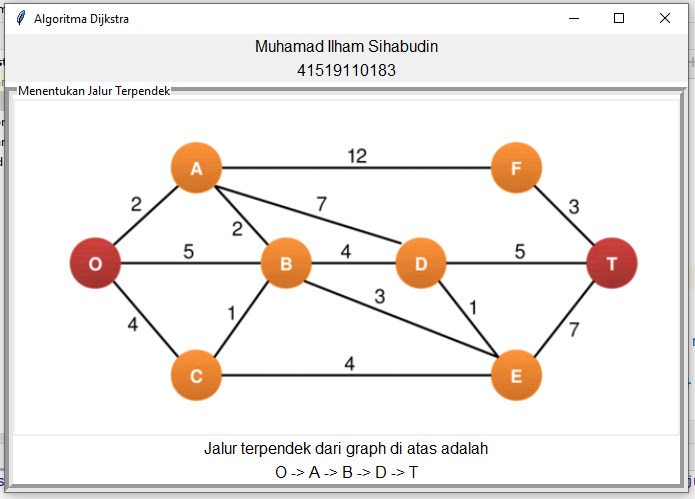 Algoritma Dijkstra
Muhamad Ilham Sihabudin
41519110183
Menentukan Jalur Terpendek
12
A
F
2
7
3
2
5
4
5
O
B
D
T
3
4
1
1
7
4
C
E
Jalur terpendek dari graph di atas adalah
O -> A -> B -> D -> T